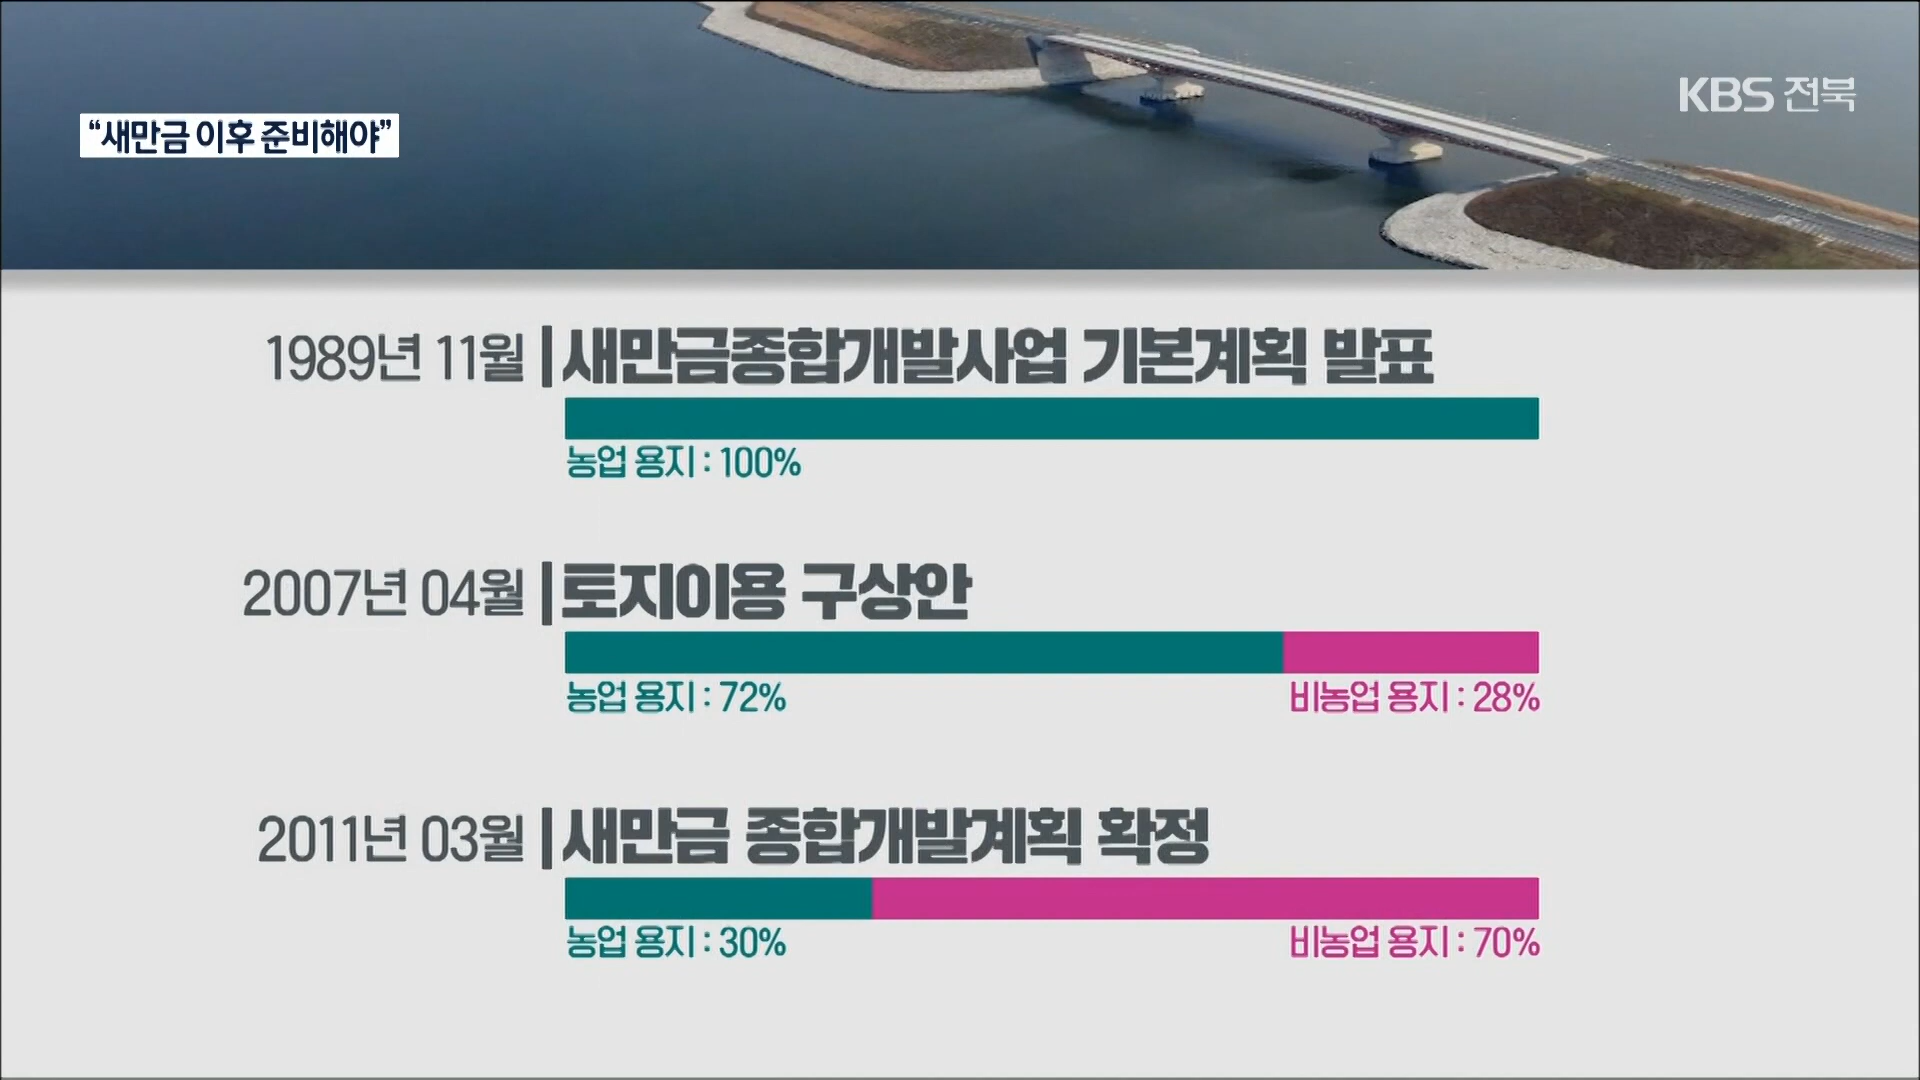 KBS 전북
“새만금 이후 준비해야”
1989년 11월 | 새만금종합개발사업 기본계획 발표
농업 용지 : 100%
2007년 04월 | 토지이용 구상안
농업 용지 : 72%
비농업 용지 : 28%
2011년 03월 | 새만금 종합개발계획 확정
농업 용지 : 30%
비농업 용지 : 70%